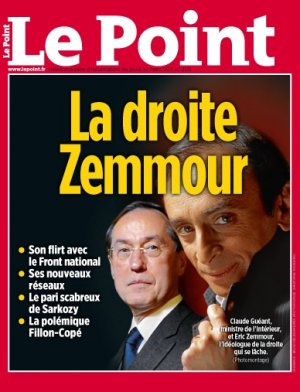 Le Point
Le Point
www.lepoint.fr
La droite
Zemmour
● Son flirt avec
le Front national
● Ses nouveaux
réseaux
● Le pari scabreux
de Sarkozy
● La polémique
Fillon-Copé
Claude Guéant,
ministre de l'Intérieur,
et Eric Zemmour,
l'idéologue de la droite
qui se lâche.
(Photomontage)